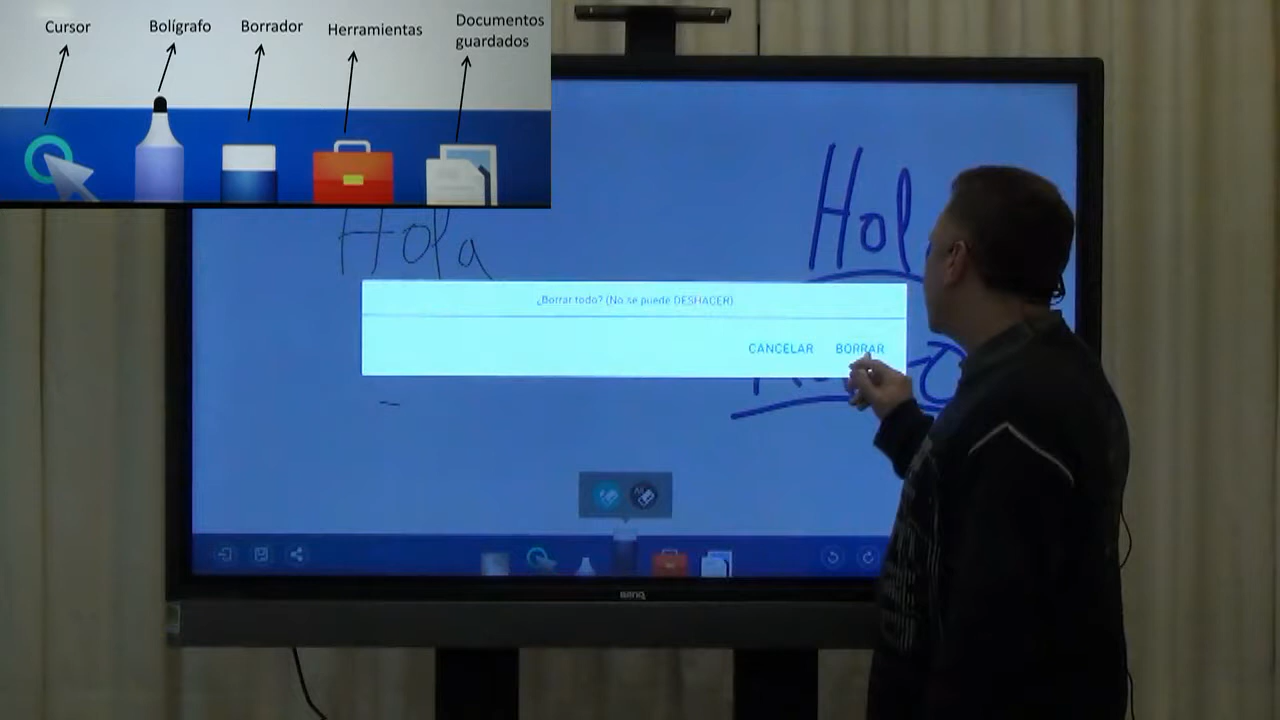 Cursor
Bolígrafo
Borrador
Herramientas
Documentos
guardados
Hola
Hol
¿Borrar todo? (No se puede DESHACER)
CANCELAR
BORRAR
BenQ